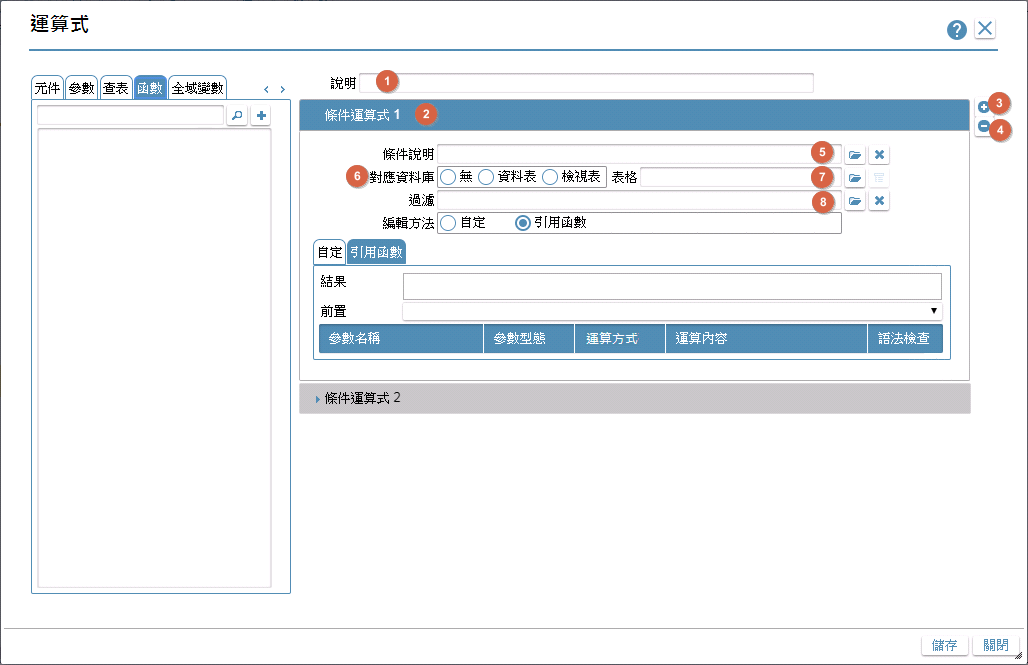 運算式
?
元件 參數 查表 函數 全域變數
說明 1
條件運算式 1 2
3
4
條件說明 5
6 對應資料庫 無 資料表 檢視表 表格 7
過濾 8
編輯方法 自定 引用函數
自定 引用函數
結果
前置
參數名稱 參數型態 運算方式 運算內容 語法檢查
條件運算式 2
儲存 關閉